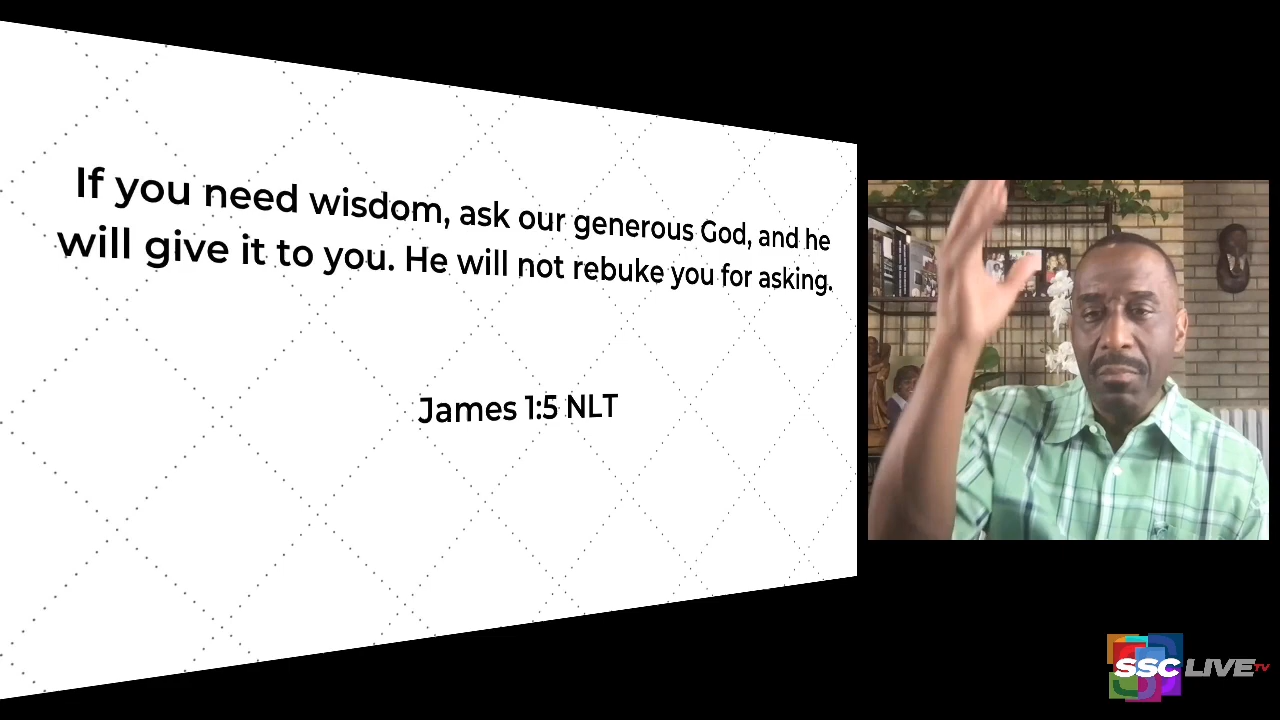 If you need wisdom, ask our generous God, and he
will give it to you. He will not rebuke you for asking.
James 1:5 NLT
SSC LIVE TV